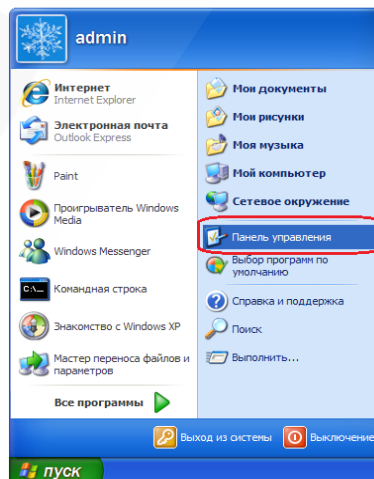 admin
Интернет
Internet Explorer
Электронная почта
Outlook Express
Paint
Проигрыватель Windows
Media
Windows Messenger
C:\_
Командная строка
Знакомство с Windows XP
Мастер переноса файлов и
параметров
Все программы
Мои документы
Мои рисунки
Моя музыка
Мой компьютер
Сетевое окружение
Панель управления
Выбор программ по
умолчанию
Справка и поддержка
Поиск
Выполнить...
Выход из системы
Выключение
пуск